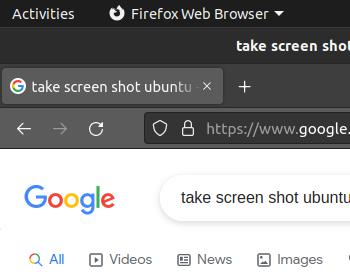 Activities Firefox Web Browser
take screen shot
take screen shot ubuntu -
https://www.google.
Google take screen shot ubuntu
All Videos News Images